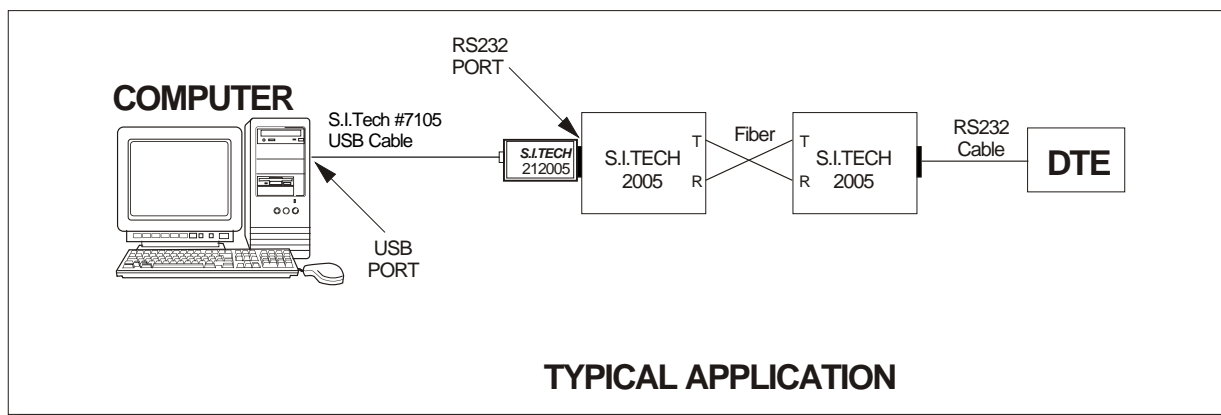 RS232
PORT
COMPUTER
S.I.Tech #7105
USB Cable
S.I.TECH
212005
S.I.TECH
2005
T
R
Fiber
T
R
S.I.TECH
2005
RS232
Cable
DTE
USB
PORT
TYPICAL APPLICATION